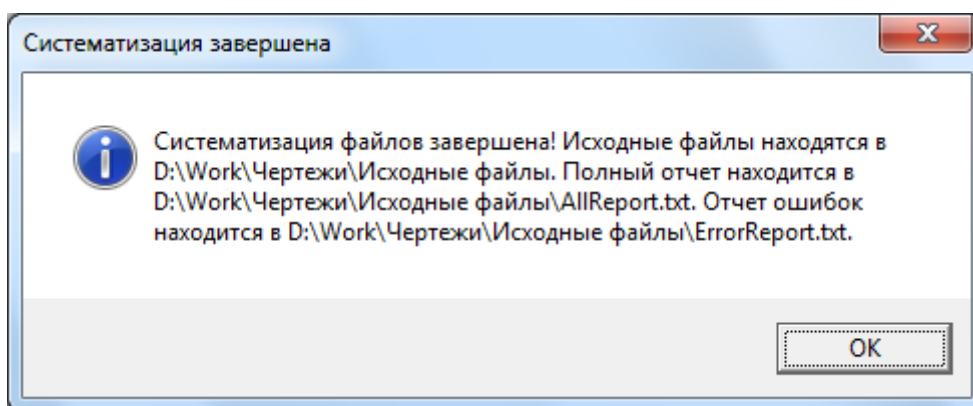 Систематизация завершена
Систематизация файлов завершена! Исходные файлы находятся в
D:\Work\Чертежи\Исходные файлы. Полный отчет находится в
D:\Work\Чертежи\Исходные файлы\AllReport.txt. Отчет ошибок
находится в D:\Work\Чертежи\Исходные файлы\ErrorReport.txt.
OK